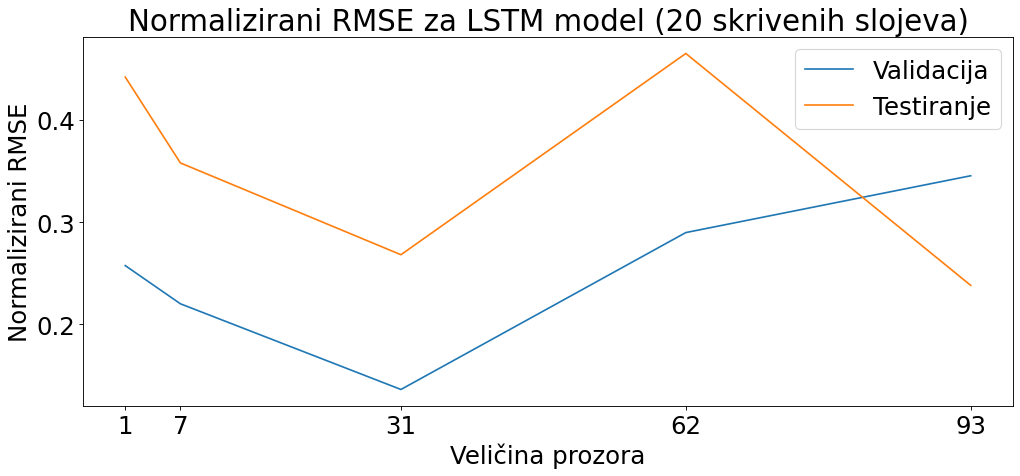 Normalizirani RMSE za LSTM model (20 skrivenih slojeva)
Validacija
Testiranje
Normalizirani RMSE
0.4
0.3
0.2
1 7 31 62 93
Veličina prozora